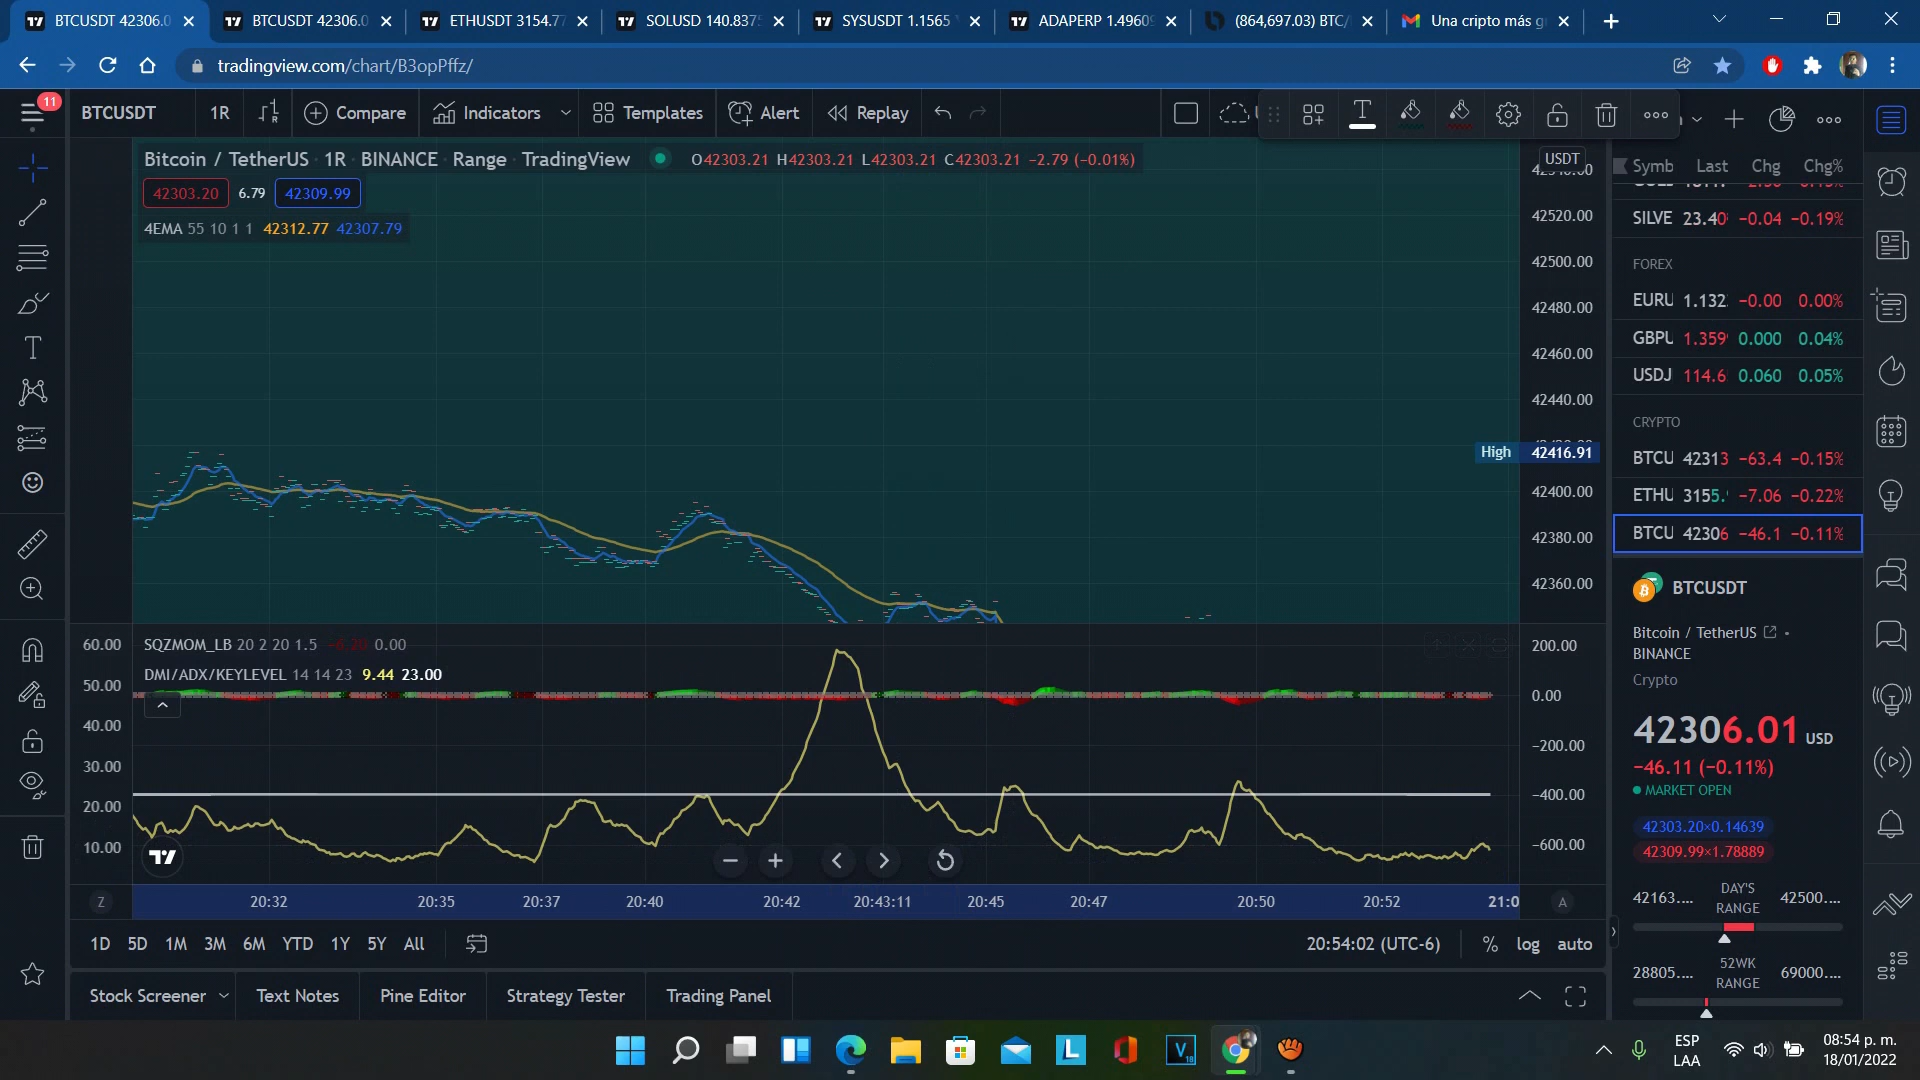 BTCUSDT 42306.0
BTCUSDT 42306.0
ETHUSDT 3154.77
SOLUSD 140.8375
SYSUSDT 1.1565
ADAPERP 1.4960
(864,697.03) BTC/
Una cripto más g
tradingview.com/chart/B3opPffz/
11
BTCUSDT
1R
Compare
Indicators
Templates
Alert
Replay
Bitcoin / TetherUS · 1R · BINANCE · Range · TradingView
O42303.21 H42303.21 L42303.21 C42303.21 −2.79 (−0.01%)
42303.20
6.79
42309.99
4EMA 55 10 1 1 42312.77 42307.79
USDT
42520.00
42500.00
42480.00
42460.00
42440.00
High 42416.91
42400.00
42380.00
42360.00
SQZMOM_LB 20 2 20 1.5 −6.20 0.00
DMI/ADX/KEYLEVEL 14 14 23 9.44 23.00
60.00
50.00
40.00
30.00
20.00
10.00
200.00
0.00
−200.00
−400.00
−600.00
Z
20:32
20:35
20:37
20:40
20:42
20:43:11
20:45
20:47
20:50
20:52
21:0
A
1D 5D 1M 3M 6M YTD 1Y 5Y All
20:54:02 (UTC-6)
% log auto
Stock Screener
Text Notes
Pine Editor
Strategy Tester
Trading Panel
Symb Last Chg Chg%
SILVE 23.40 −0.04 −0.19%
FOREX
EURU 1.132 −0.00 0.00%
GBPU 1.359 0.000 0.04%
USDJ 114.6 0.060 0.05%
CRYPTO
BTCU 42313 −63.4 −0.15%
ETHU 3155. −7.06 −0.22%
BTCU 42306 −46.1 −0.11%
BTCUSDT
Bitcoin / TetherUS
BINANCE
Crypto
42306.01 USD
−46.11 (−0.11%)
MARKET OPEN
42303.20×0.14639
42309.99×1.78889
42163.... DAY'S RANGE 42500....
28805.... 52WK RANGE 69000....
ESP
LAA
08:54 p. m.
18/01/2022